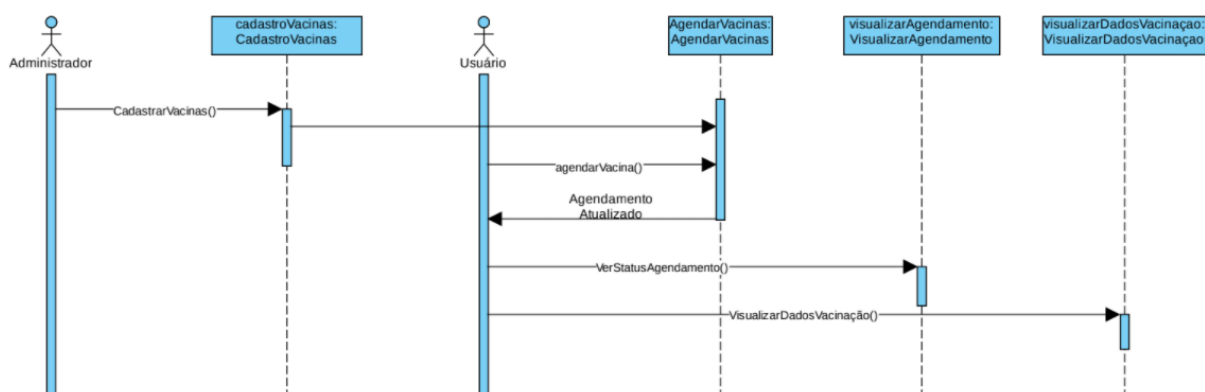 cadastroVacinas:
CadastroVacinas
AgendarVacinas:
AgendarVacinas
visualizarAgendamento:
VisualizarAgendamento
visualizarDadosVacinaçao:
VisualizarDadosVacinaçao
Administrador
Usuário
CadastrarVacinas()
agendarVacina()
Agendamento
Atualizado
VerStatusAgendamento()
VisualizarDadosVacinação()